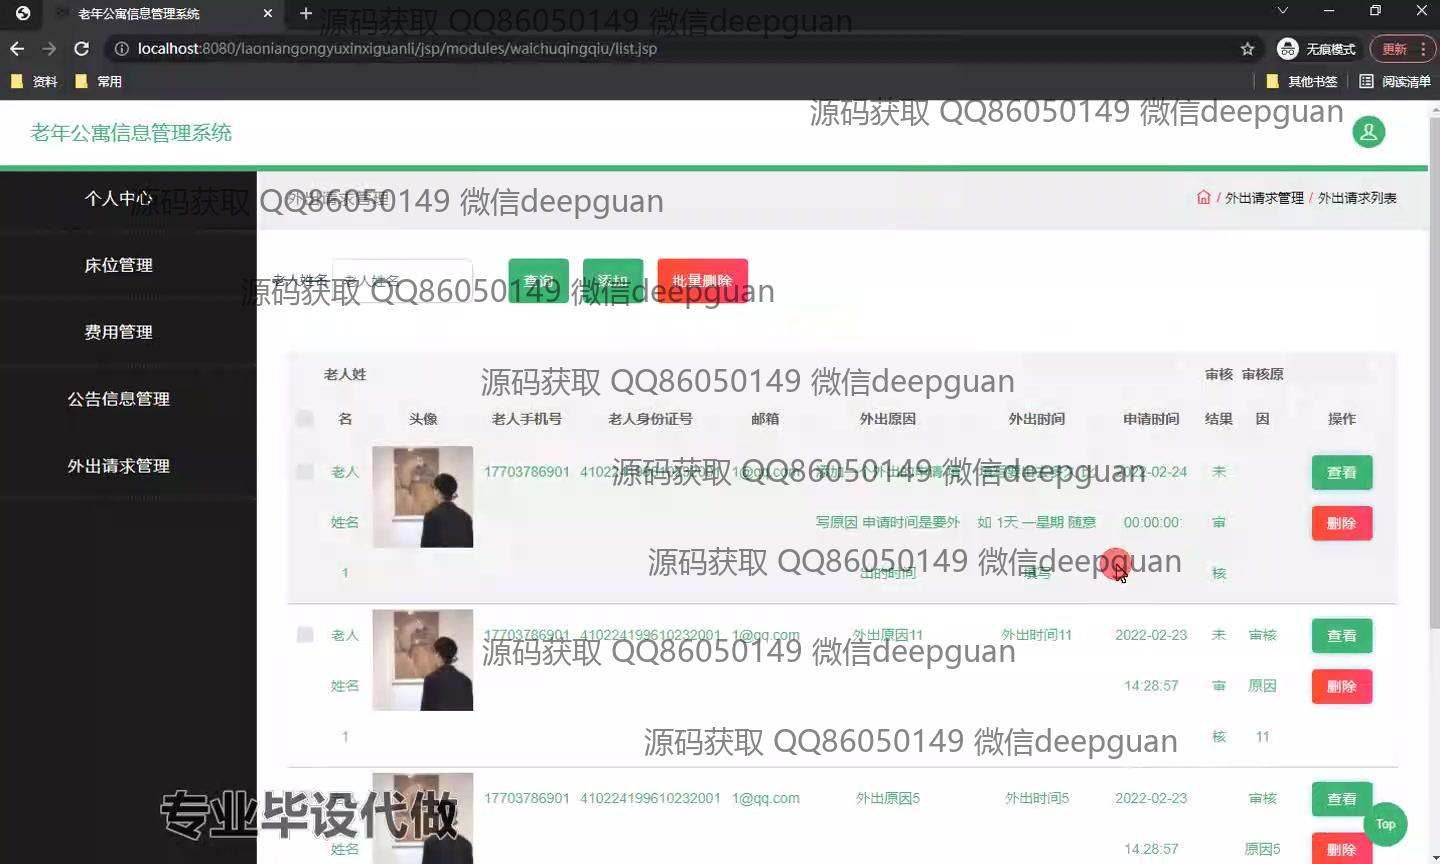 老年公寓信息管理系统
源码获取 QQ86050149 微信deepguan
localhost:8080/laoniangongyuxinxiguanli/jsp/modules/waichuqingqiu/list.jsp
无痕模式
更新
资料
常用
其他书签
阅读清单
老年公寓信息管理系统
源码获取 QQ86050149 微信deepguan
个人中心
外出请求管理
源码获取 QQ86050149 微信deepguan
/ 外出请求管理 / 外出请求列表
床位管理
老人姓名
老人姓名
查询
添加
批量删除
源码获取 QQ86050149 微信deepguan
费用管理
公告信息管理
外出请求管理
源码获取 QQ86050149 微信deepguan
老人姓名 头像 老人手机号 老人身份证号 邮箱 外出原因 外出时间 申请时间 审核结果 审核原因 操作
源码获取 QQ86050149 微信deepguan
老人 17703786901 1@qq.com 2022-02-24 未 查看
姓名 写原因 申请时间是要外 如 1天 一星期 随意 00:00:00 审 删除
1 出的时间 填写 核
源码获取 QQ86050149 微信deepguan
老人 17703786901 410224199610232001 1@qq.com 外出原因11 外出时间11 2022-02-23 未 审核 查看
源码获取 QQ86050149 微信deepguan
姓名 14:28:57 审 原因 删除
1 核 11
源码获取 QQ86050149 微信deepguan
17703786901 410224199610232001 1@qq.com 外出原因5 外出时间5 2022-02-23 审核 查看
专业毕设代做
Top
姓名 14:28:57 原因5 删除